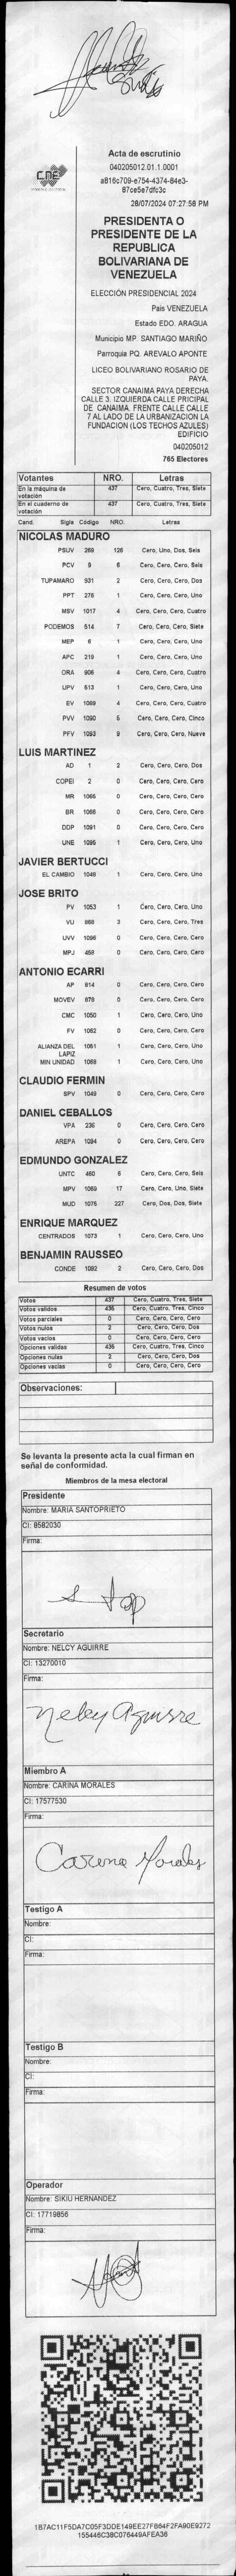 CNE
Acta de escrutinio
040205012.01.1.0001
a816c709-e754-4374-84e3-
87ce5e7dfc3c
28/07/2024 07:27:58 PM
PRESIDENTA O
PRESIDENTE DE LA
REPUBLICA
BOLIVARIANA DE
VENEZUELA
ELECCIÓN PRESIDENCIAL 2024
Pais VENEZUELA
Estado EDO. ARAGUA
Municipio MP. SANTIAGO MARIÑO
Parroquia PQ. AREVALO APONTE
LICEO BOLIVARIANO ROSARIO DE
PAYA.
SECTOR CANAIMA PAYA DERECHA
CALLE 3. IZQUIERDA CALLE PRICIPAL
DE CANAIMA. FRENTE CALLE CALLE
7 AL LADO DE LA URBANIZACION LA
FUNDACION (LOS TECHOS AZULES)
EDIFICIO
040205012
765 Electores
Votantes NRO. Letras
En la máquina de votación 437 Cero, Cuatro, Tres, Siete
En el cuaderno de votación 437 Cero, Cuatro, Tres, Siete
Cand. Sigla Código NRO. Letras
NICOLAS MADURO
PSUV 269 126 Cero, Uno, Dos, Seis
PCV 9 6 Cero, Cero, Cero, Seis
TUPAMARO 931 2 Cero, Cero, Cero, Dos
PPT 276 1 Cero, Cero, Cero, Uno
MSV 1017 4 Cero, Cero, Cero, Cuatro
PODEMOS 514 7 Cero, Cero, Cero, Siete
MEP 6 1 Cero, Cero, Cero, Uno
APC 219 1 Cero, Cero, Cero, Uno
ORA 906 4 Cero, Cero, Cero, Cuatro
UPV 613 1 Cero, Cero, Cero, Uno
EV 1069 4 Cero, Cero, Cero, Cuatro
PVV 1090 5 Cero, Cero, Cero, Cinco
PFV 1093 9 Cero, Cero, Cero, Nueve
LUIS MARTINEZ
AD 1 2 Cero, Cero, Cero, Dos
COPEI 2 0 Cero, Cero, Cero, Cero
MR 1065 0 Cero, Cero, Cero, Cero
BR 1066 0 Cero, Cero, Cero, Cero
DDP 1091 0 Cero, Cero, Cero, Cero
UNE 1095 1 Cero, Cero, Cero, Uno
JAVIER BERTUCCI
EL CAMBIO 1048 1 Cero, Cero, Cero, Uno
JOSE BRITO
PV 1053 1 Cero, Cero, Cero, Uno
VU 868 3 Cero, Cero, Cero, Tres
UVV 1096 0 Cero, Cero, Cero, Cero
MPJ 458 0 Cero, Cero, Cero, Cero
ANTONIO ECARRI
AP 814 0 Cero, Cero, Cero, Cero
MOVEV 878 0 Cero, Cero, Cero, Cero
CMC 1050 1 Cero, Cero, Cero, Uno
FV 1062 0 Cero, Cero, Cero, Cero
ALIANZA DEL LAPIZ 1051 1 Cero, Cero, Cero, Uno
MIN UNIDAD 1068 1 Cero, Cero, Cero, Uno
CLAUDIO FERMIN
SPV 1049 0 Cero, Cero, Cero, Cero
DANIEL CEBALLOS
VPA 236 0 Cero, Cero, Cero, Cero
AREPA 1094 0 Cero, Cero, Cero, Cero
EDMUNDO GONZALEZ
UNTC 460 6 Cero, Cero, Cero, Seis
MPV 1069 17 Cero, Cero, Uno, Siete
MUD 1075 227 Cero, Dos, Dos, Siete
ENRIQUE MARQUEZ
CENTRADOS 1073 1 Cero, Cero, Cero, Uno
BENJAMIN RAUSSEO
CONDE 1092 2 Cero, Cero, Cero, Dos
Resumen de votos
Votos 437 Cero, Cuatro, Tres, Siete
Votos validos 435 Cero, Cuatro, Tres, Cinco
Votos parciales 0 Cero, Cero, Cero, Cero
Votos nulos 2 Cero, Cero, Cero, Dos
Votos vacios 0 Cero, Cero, Cero, Cero
Opciones validas 435 Cero, Cuatro, Tres, Cinco
Opciones nulas 2 Cero, Cero, Cero, Dos
Opciones vacias 0 Cero, Cero, Cero, Cero
Observaciones:
Se levanta la presente acta la cual firman en
señal de conformidad.
Miembros de la mesa electoral
Presidente
Nombre: MARIA SANTOPRIETO
CI: 8582030
Firma:
Secretario
Nombre: NELCY AGUIRRE
CI: 13270010
Firma:
Nelcy Aguirre
Miembro A
Nombre: CARINA MORALES
CI: 17577530
Firma:
Carina Morales
Testigo A
Nombre:
CI:
Firma:
Testigo B
Nombre:
CI:
Firma:
Operador
Nombre: SIKIU HERNANDEZ
CI: 17719856
Firma:
1B7AC11F5DA7C05F3DDE149EE27FB64F2FA90E9272
155446C38C076449AFEA36